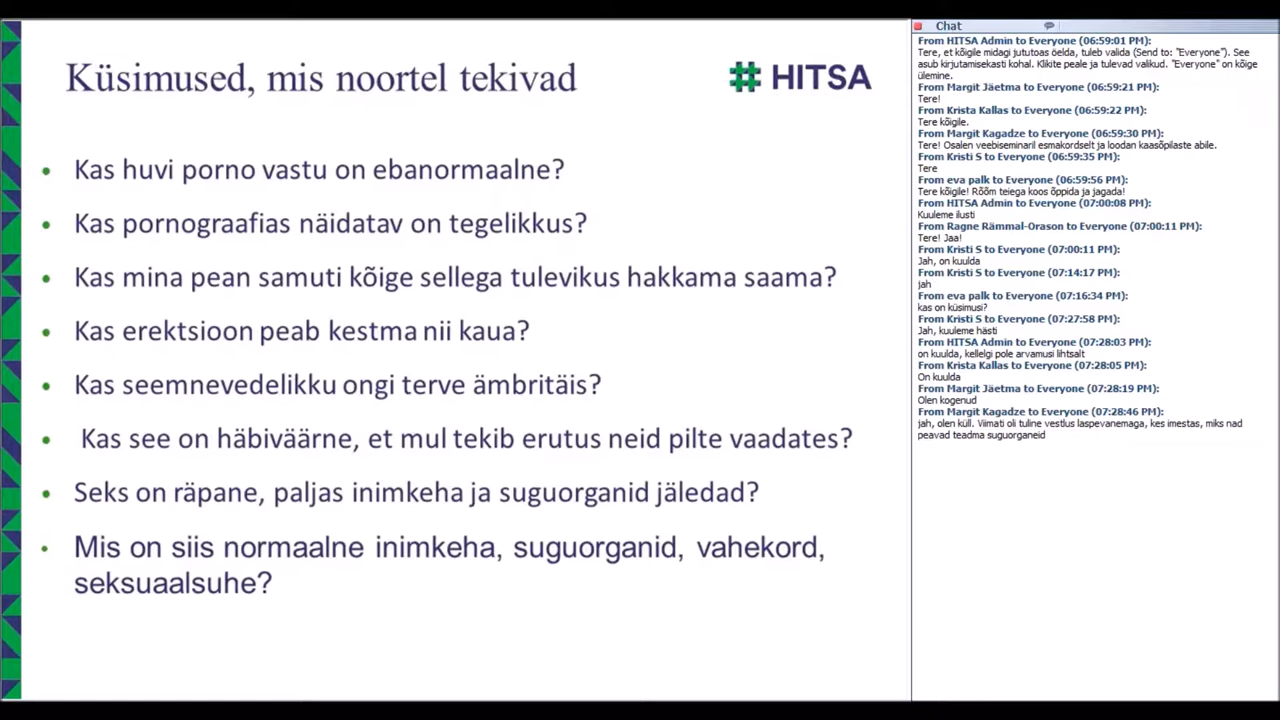 Küsimused, mis noortel tekivad
HITSA
Kas huvi porno vastu on ebanormaalne?
Kas pornograafias näidatav on tegelikkus?
Kas mina pean samuti kõige sellega tulevikus hakkama saama?
Kas erektsioon peab kestma nii kaua?
Kas seemnevedelikku ongi terve ämbritäis?
Kas see on häbiväärne, et mul tekib erutus neid pilte vaadates?
Seks on räpane, paljas inimkeha ja suguorganid jäledad?
Mis on siis normaalne inimkeha, suguorganid, vahekord,
seksuaalsuhe?
Chat
From HITSA Admin to Everyone (06:59:01 PM):
Tere, et kõigile midagi jututoas öelda, tuleb valida (Send to: "Everyone"). See
asub kirjutamisekasti kohal. Klikite peale ja tulevad valikud. "Everyone" on kõige
ülemine.
From Margit Jäetma to Everyone (06:59:21 PM):
Tere!
From Krista Kallas to Everyone (06:59:22 PM):
Tere kõigile.
From Margit Kagadze to Everyone (06:59:30 PM):
Tere! Osalen veebiseminaril esmakordselt ja loodan kaasõpilaste abile.
From Kristi S to Everyone (06:59:35 PM):
Tere
From eva palk to Everyone (06:59:56 PM):
Tere kõigile! Rõõm teiega koos õppida ja jagada!
From HITSA Admin to Everyone (07:00:08 PM):
Kuuleme ilusti
From Ragne Rämmal-Orason to Everyone (07:00:11 PM):
Tere! Jaa!
From Kristi S to Everyone (07:00:11 PM):
Jah, on kuulda
From Kristi S to Everyone (07:14:17 PM):
jah
From eva palk to Everyone (07:16:34 PM):
kas on küsimusi?
From Kristi S to Everyone (07:27:58 PM):
Jah, kuuleme hästi
From HITSA Admin to Everyone (07:28:03 PM):
on kuulda, kellelgi pole arvamusi lihtsalt
From Krista Kallas to Everyone (07:28:05 PM):
On kuulda
From Margit Jäetma to Everyone (07:28:19 PM):
Olen kogenud
From Margit Kagadze to Everyone (07:28:46 PM):
jah, olen küll. Viimati oli tuline vestlus laspevanemaga, kes imestas, miks nad
peavad teadma suguorganeid